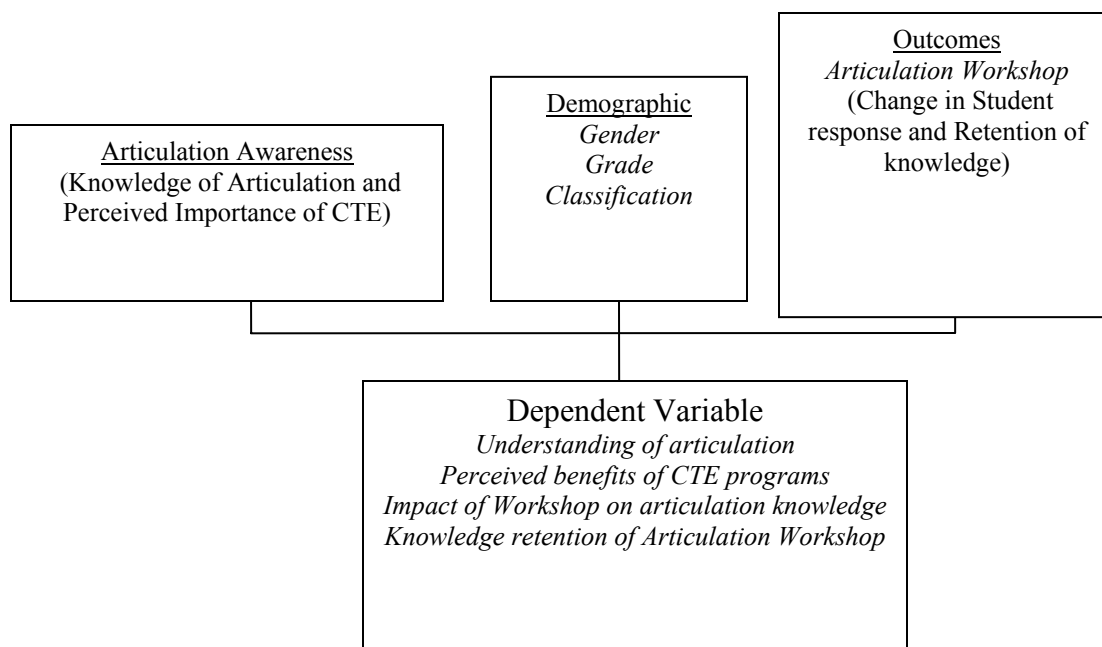 Articulation Awareness
(Knowledge of Articulation and
Perceived Importance of CTE)
Demographic
Gender
Grade
Classification
Outcomes
Articulation Workshop
(Change in Student
response and Retention of
knowledge)
Dependent Variable
Understanding of articulation
Perceived benefits of CTE programs
Impact of Workshop on articulation knowledge
Knowledge retention of Articulation Workshop